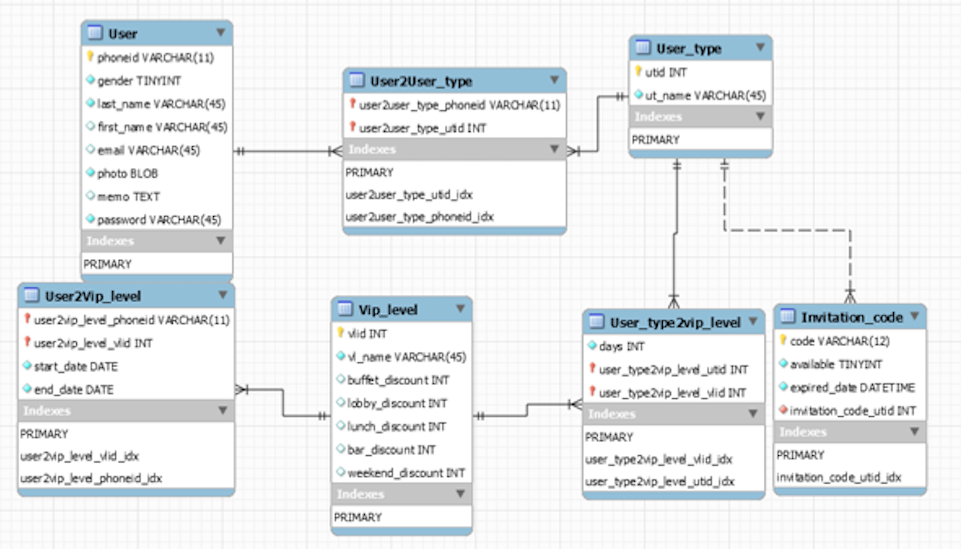 User
phoneid VARCHAR(11)
gender TINYINT
last_name VARCHAR(45)
first_name VARCHAR(45)
email VARCHAR(45)
photo BLOB
memo TEXT
password VARCHAR(45)
Indexes
PRIMARY
User2User_type
user2user_type_phoneid VARCHAR(11)
user2user_type_utid INT
Indexes
PRIMARY
user2user_type_utid_idx
user2user_type_phoneid_idx
User_type
utid INT
ut_name VARCHAR(45)
Indexes
PRIMARY
User2Vip_level
user2vip_level_phoneid VARCHAR(11)
user2vip_level_vlid INT
start_date DATE
end_date DATE
Indexes
PRIMARY
user2vip_level_vlid_idx
user2vip_level_phoneid_idx
Vip_level
vlid INT
vl_name VARCHAR(45)
buffet_discount INT
lobby_discount INT
lunch_discount INT
bar_discount INT
weekend_discount INT
Indexes
PRIMARY
User_type2vip_level
days INT
user_type2vip_level_utid INT
user_type2vip_level_vlid INT
Indexes
PRIMARY
user_type2vip_level_vlid_idx
user_type2vip_level_utid_idx
Invitation_code
code VARCHAR(12)
available TINYINT
expired_date DATETIME
invitation_code_utid INT
Indexes
PRIMARY
invitation_code_utid_idx